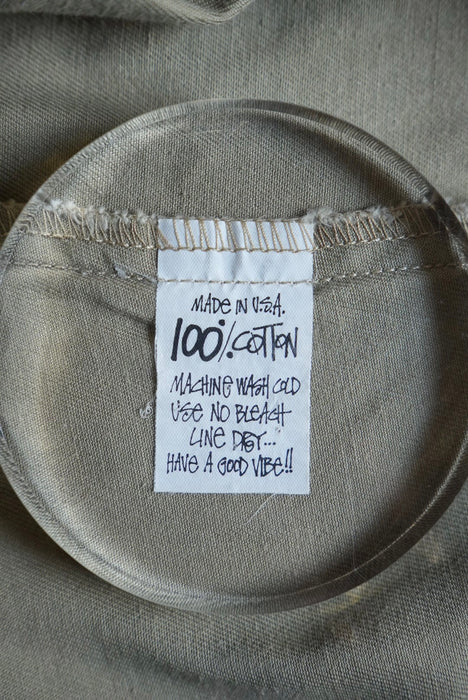 MADE IN U.S.A.
100% COTTON
MACHINE WASH COLD
USE NO BLEACH
LINE DRY...
HAVE A GOOD VIBE!!